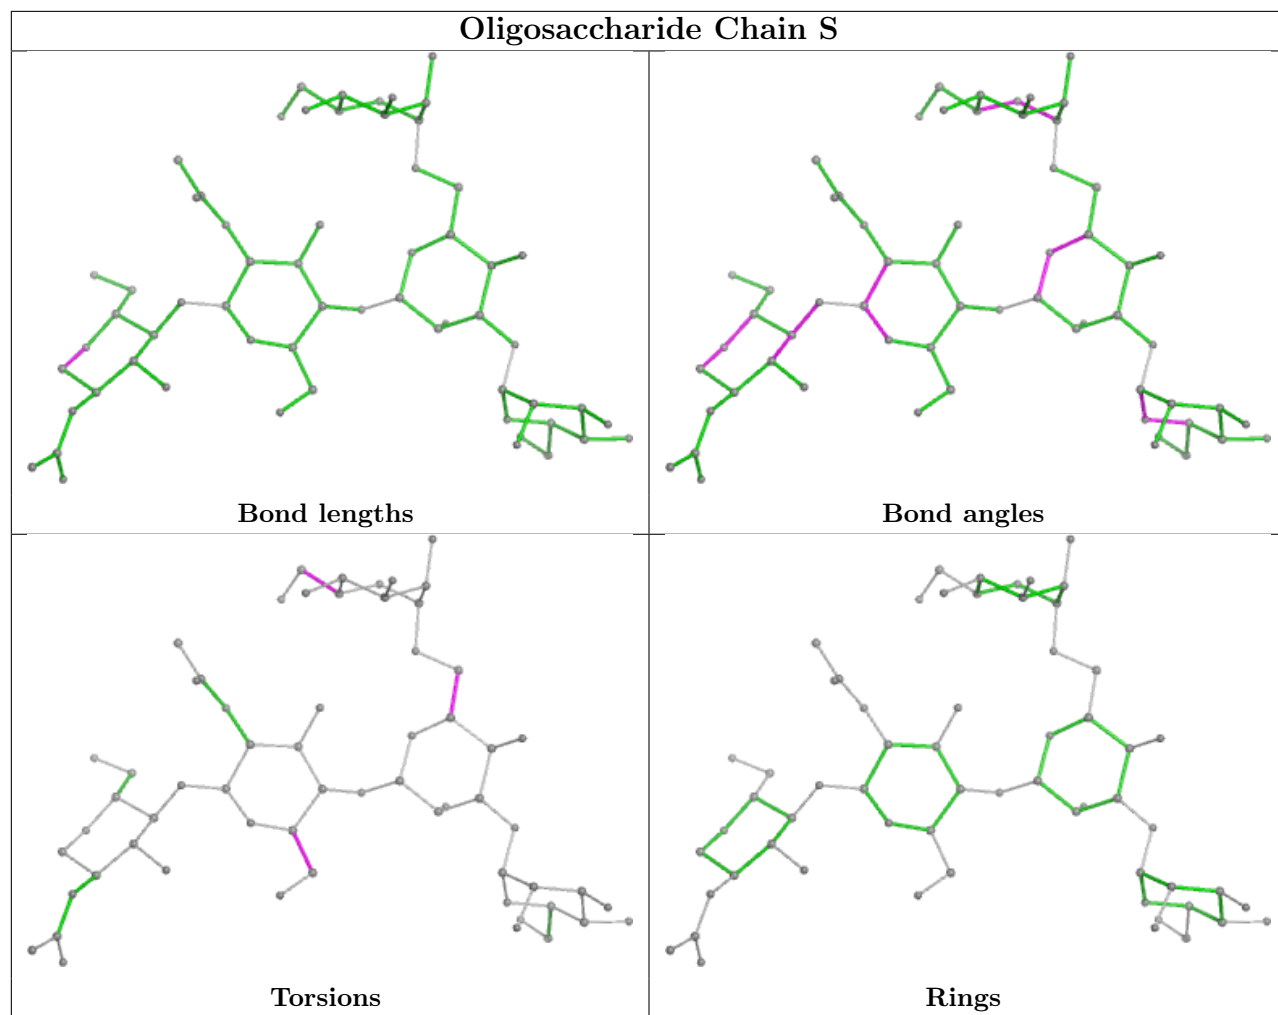 Oligosaccharide Chain S
Bond lengths
Bond angles
Torsions
Rings